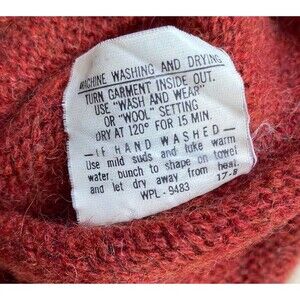 MACHINE WASHING AND DRYING
TURN GARMENT INSIDE OUT.
USE "WASH AND WEAR"
OR "WOOL" SETTING
DRY AT 120° FOR 15 MIN.
— IF HAND WASHED —
Use mild suds and luke warm
water, bunch to shape on towel
and let dry away from heat.
WPL - 9483 17-8